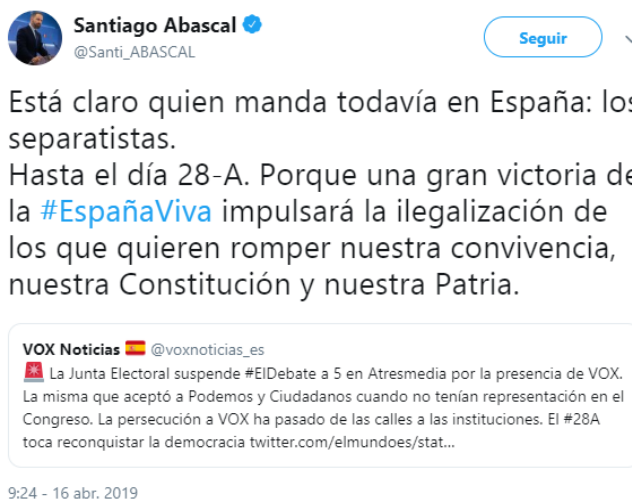 Santiago Abascal
@Santi_ABASCAL
Seguir
Está claro quien manda todavía en España: los
separatistas.
Hasta el día 28-A. Porque una gran victoria de
la #EspañaViva impulsará la ilegalización de
los que quieren romper nuestra convivencia,
nuestra Constitución y nuestra Patria.
VOX Noticias 🇪🇸 @voxnoticias_es
🚨 La Junta Electoral suspende #ElDebate a 5 en Atresmedia por la presencia de VOX.
La misma que aceptó a Podemos y Ciudadanos cuando no tenían representación en el
Congreso. La persecución a VOX ha pasado de las calles a las instituciones. El #28A
toca reconquistar la democracia twitter.com/elmundoes/stat...
9:24 - 16 abr. 2019